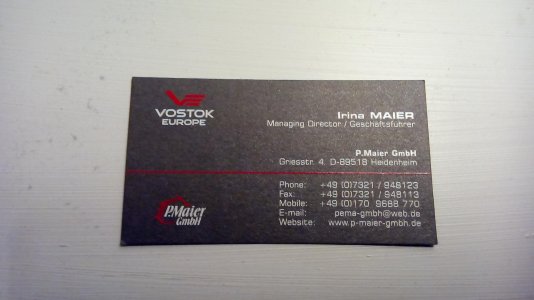 VOSTOK
EUROPE
Irina MAIER
Managing Director / Geschäftsführer
P.Maier GmbH
Griesstr. 4, D-89518 Heidenheim
P.Maier
GmbH
Phone: +49 (0)7321 / 948123
Fax: +49 (0)7321 / 948113
Mobile: +49 (0)170 9688 770
E-mail: pema-gmbh@web.de
Website: www.p-maier-gmbh.de